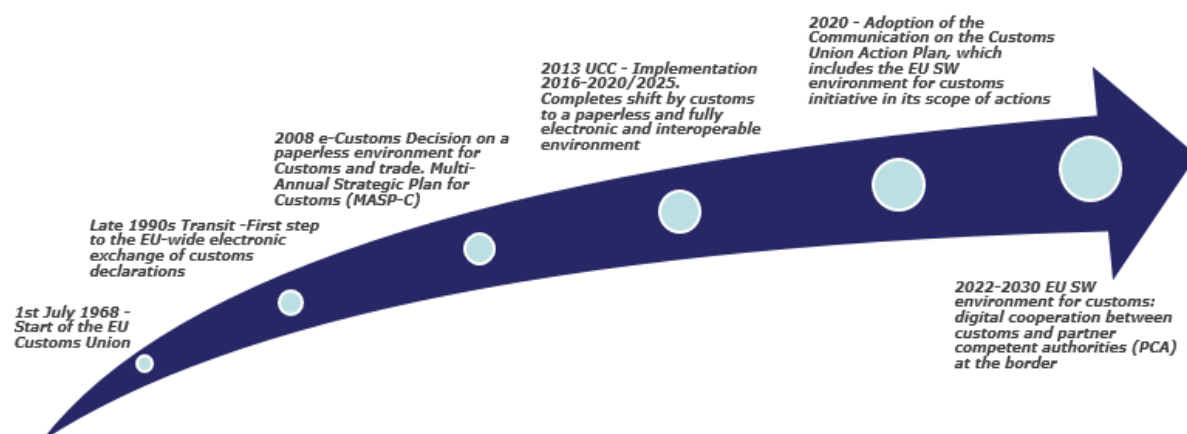 1st July 1968 -
Start of the EU
Customs Union
Late 1990s Transit -First step
to the EU-wide electronic
exchange of customs
declarations
2008 e-Customs Decision on a
paperless environment for
Customs and trade. Multi-
Annual Strategic Plan for
Customs (MASP-C)
2013 UCC - Implementation
2016-2020/2025.
Completes shift by customs
to a paperless and fully
electronic and interoperable
environment
2020 - Adoption of the
Communication on the Customs
Union Action Plan, which
includes the EU SW
environment for customs
initiative in its scope of actions
2022-2030 EU SW
environment for customs:
digital cooperation between
customs and partner
competent authorities (PCA)
at the border